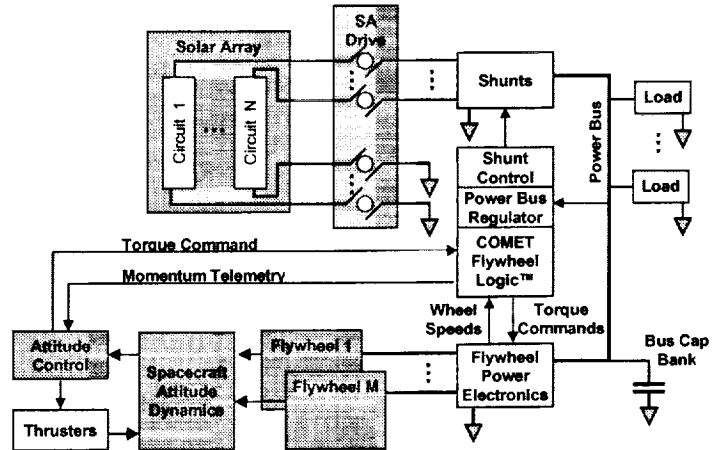 SA
Drive
Solar Array
Circuit 1
Circuit N
Shunts
Load
Power Bus
Shunt
Control
Load
Power Bus
Regulator
Torque Command
COMET
Flywheel
Logic™
Momentum Telemetry
Wheel
Speeds
Torque
Commands
Bus Cap
Bank
Attitude
Control
Spacecraft
Attitude
Dynamics
Flywheel 1
Flywheel M
Flywheel
Power
Electronics
Thrusters